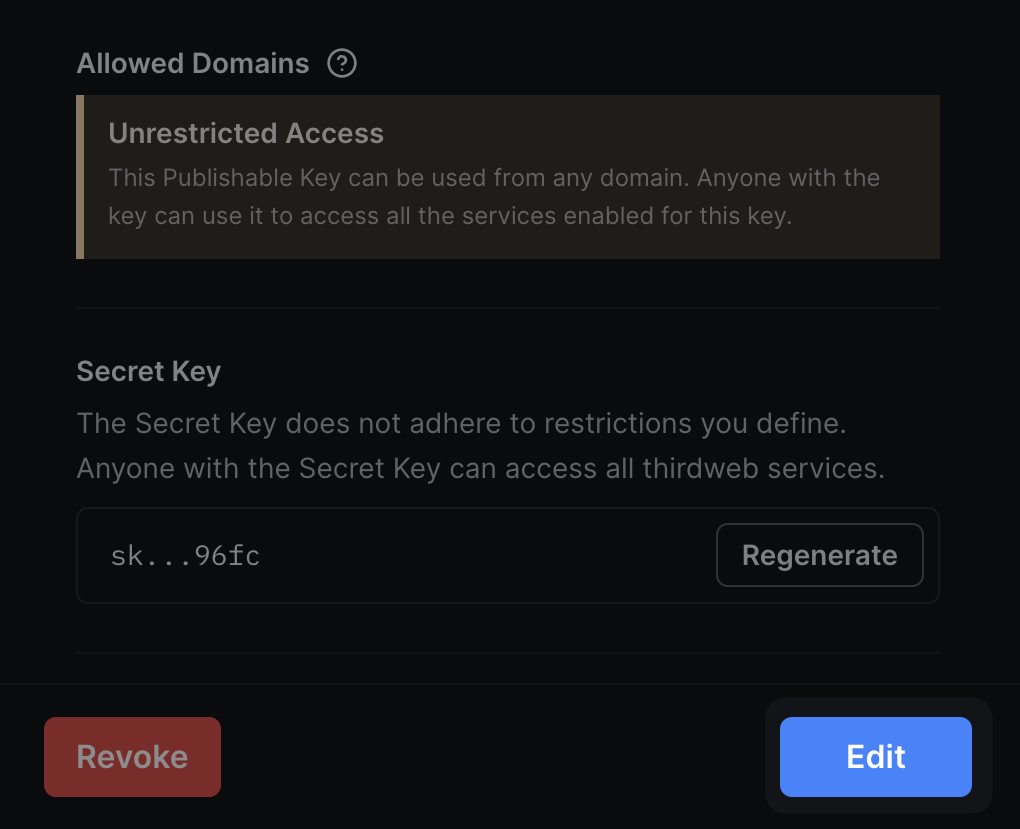 Allowed Domains ?
Unrestricted Access
This Publishable Key can be used from any domain. Anyone with the
key can use it to access all the services enabled for this key.
Secret Key
The Secret Key does not adhere to restrictions you define.
Anyone with the Secret Key can access all thirdweb services.
sk...96fc
Regenerate
Revoke
Edit